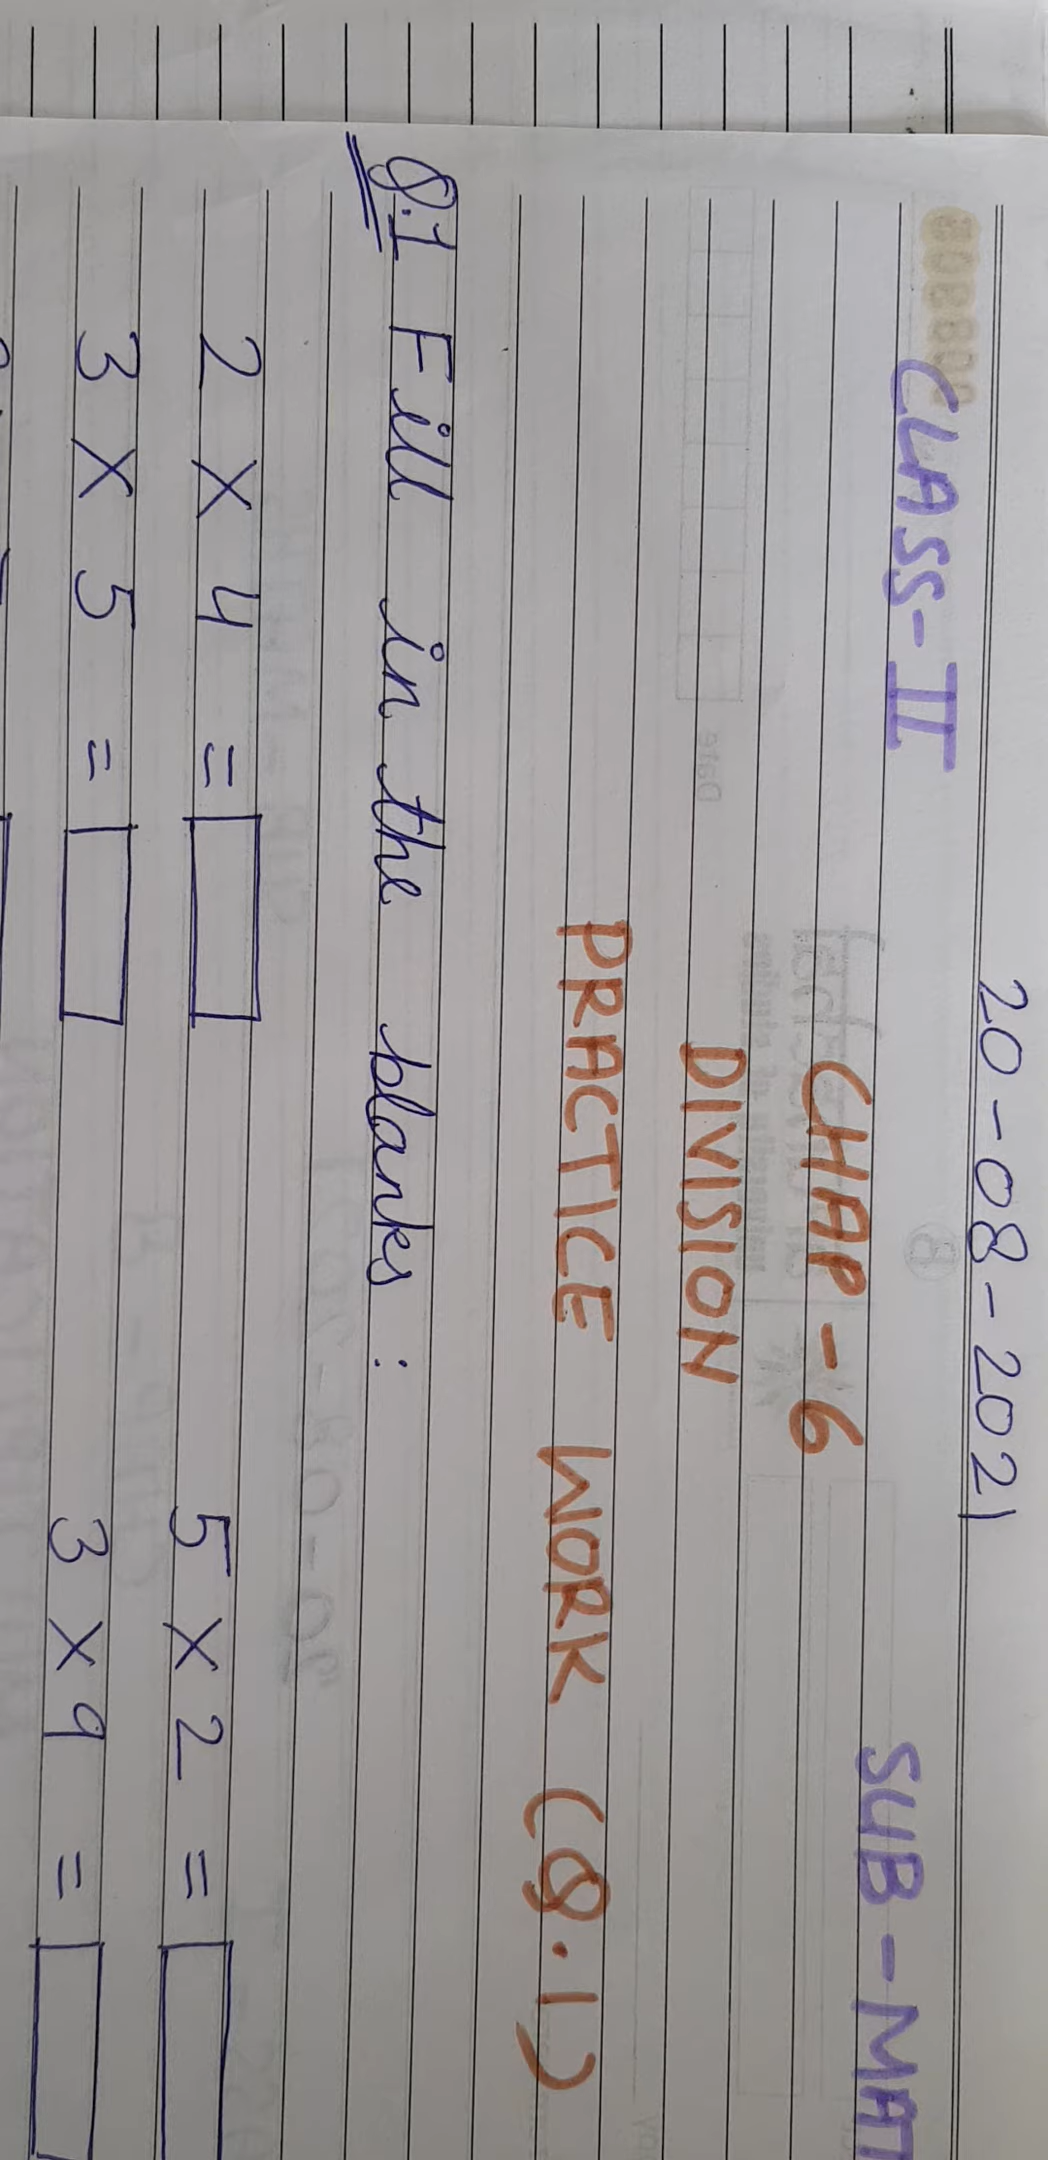 20-08-2021
CLASS-II CHAP-6 SUB-MAT
DIVISION
PRACTICE WORK (Q.1)
Q.1 Fill in the blanks:
2 X 4 = 5 X 2 =
3 X 5 = 3 X 9 =